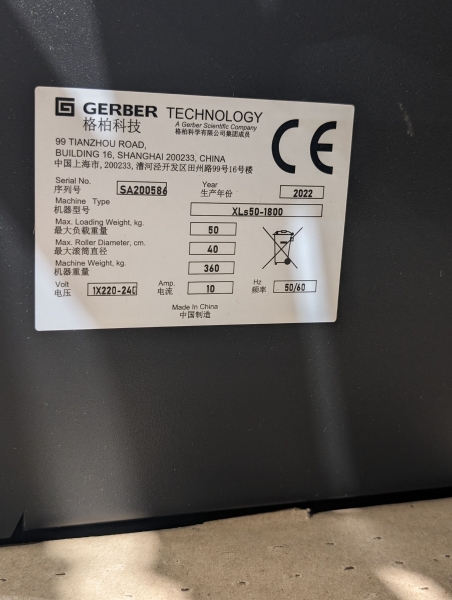 GERBER TECHNOLOGY
格柏科技 A Gerber Scientific Company
格柏科学有限公司集团成员
99 TIANZHOU ROAD,
BUILDING 16, SHANGHAI 200233, CHINA
中国上海市, 200233, 漕河泾开发区田州路99号16号楼
CE
Serial No. SA200586 Year 2022
序列号 生产年份
Machine Type XLs50-1800
机器型号
Max. Loading Weight, kg. 50
最大负载重量
Max. Roller Diameter, cm. 40
最大滚筒直径
Machine Weight, kg. 360
机器重量
Volt 1X220-240 Amp. 10 Hz 50/60
电压 电流 频率
Made In China
中国制造